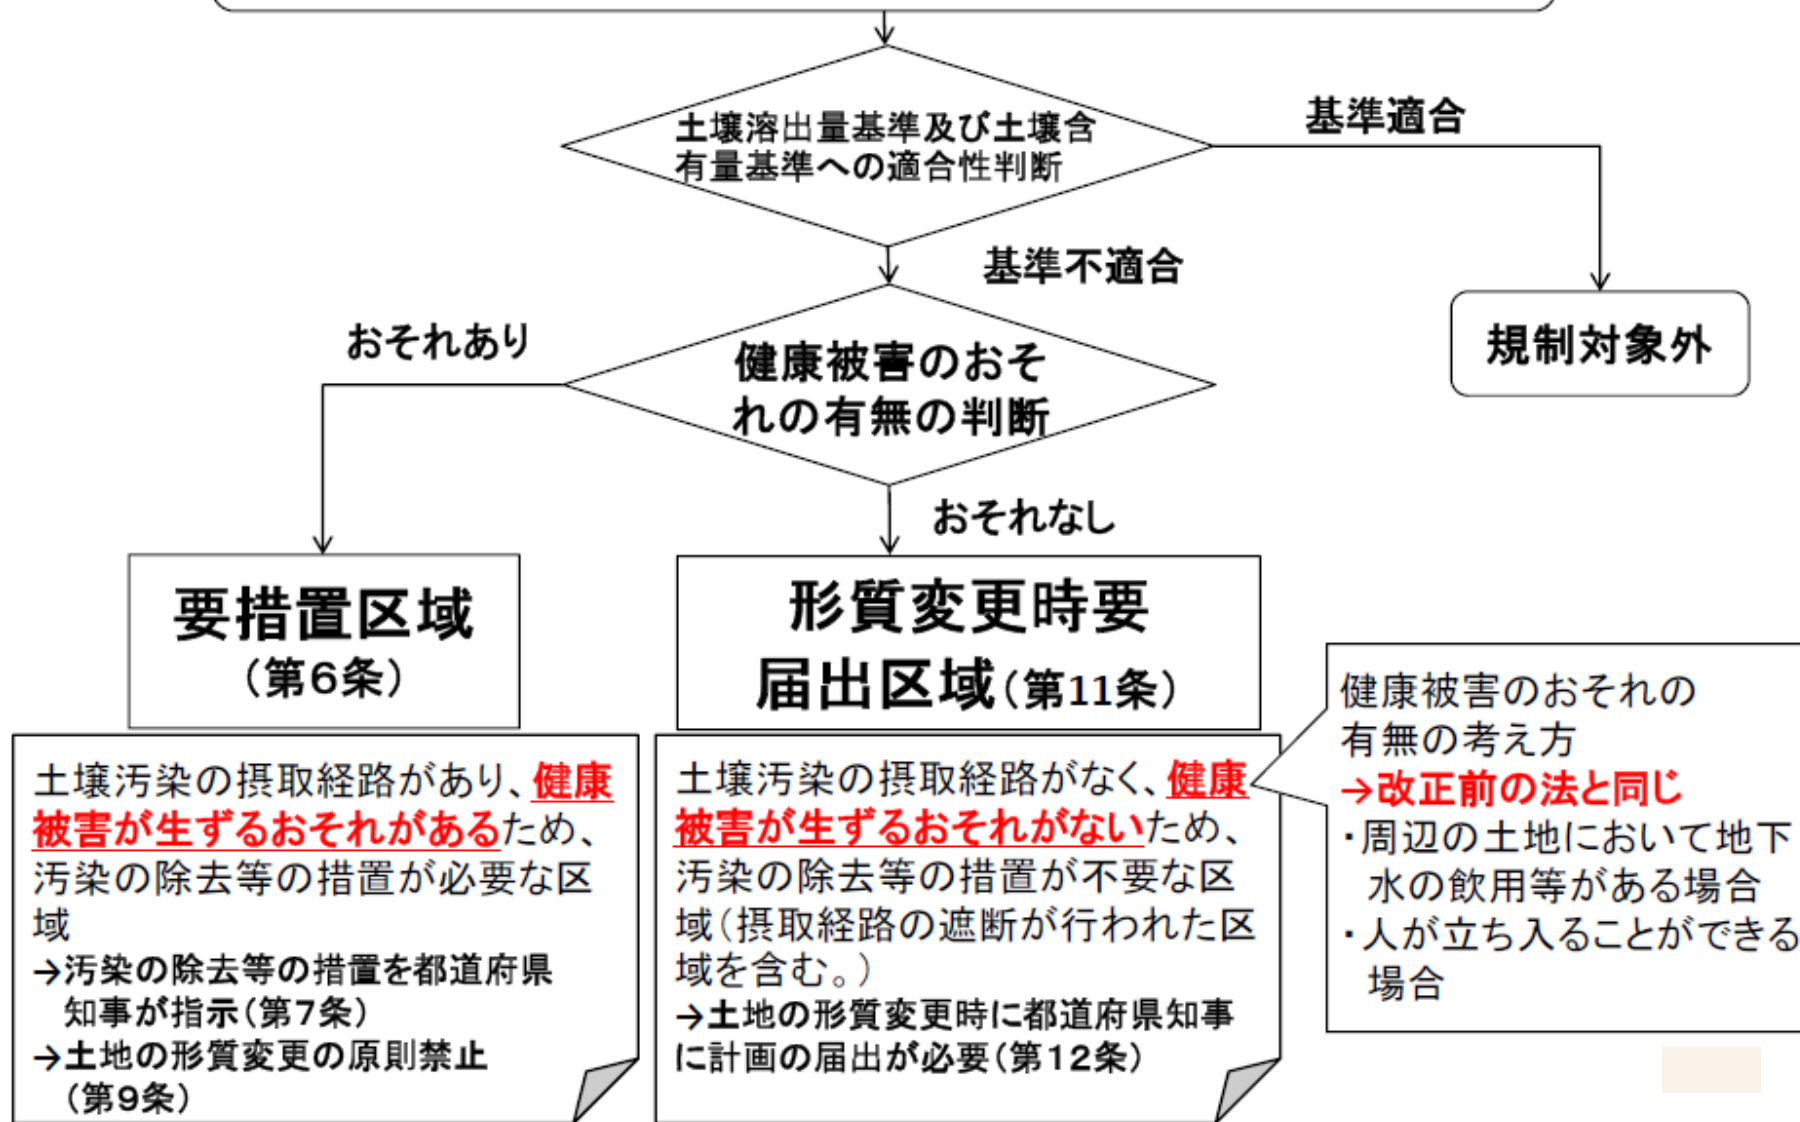 土壌溶出量基準及び土壌含
有量基準への適合性判断
基準適合
基準不適合
規制対象外
おそれあり
健康被害のおそ
れの有無の判断
おそれなし
要措置区域
（第６条）
形質変更時要
届出区域（第11条）
土壌汚染の摂取経路があり、健康
被害が生ずるおそれがあるため、
汚染の除去等の措置が必要な区
域
→汚染の除去等の措置を都道府県
知事が指示（第７条）
→土地の形質変更の原則禁止
（第９条）
土壌汚染の摂取経路がなく、健康
被害が生ずるおそれがないため、
汚染の除去等の措置が不要な区
域（摂取経路の遮断が行われた区
域を含む。）
→土地の形質変更時に都道府県知事
に計画の届出が必要（第１２条）
健康被害のおそれの
有無の考え方
→改正前の法と同じ
・周辺の土地において地下
水の飲用等がある場合
・人が立ち入ることができる
場合